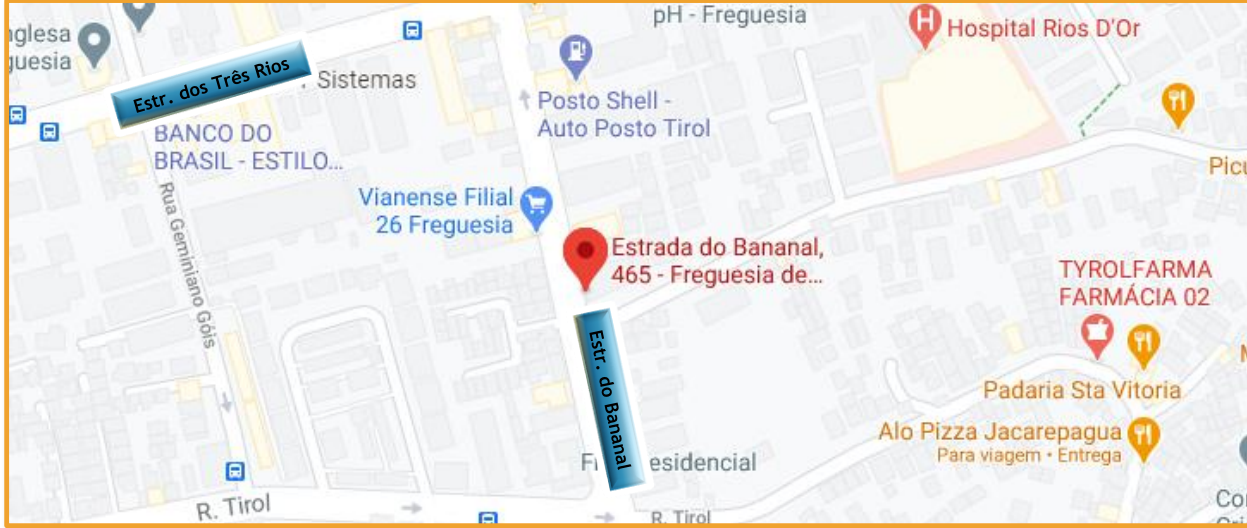 nglesa
guesia
pH - Freguesia
Hospital Rios D'Or
Estr. dos Três Rios
Sistemas
Posto Shell -
Auto Posto Tirol
BANCO DO
BRASIL - ESTILO...
Picu
Vianense Filial
26 Freguesia
Rua Geminiano Góis
Estrada do Bananal,
465 - Freguesia de...
TYROLFARMA
FARMÁCIA 02
Estr. do Bananal
Padaria Sta Vitoria
Alo Pizza Jacarepagua
Para viagem • Entrega
esidencial
R. Tirol
R. Tirol